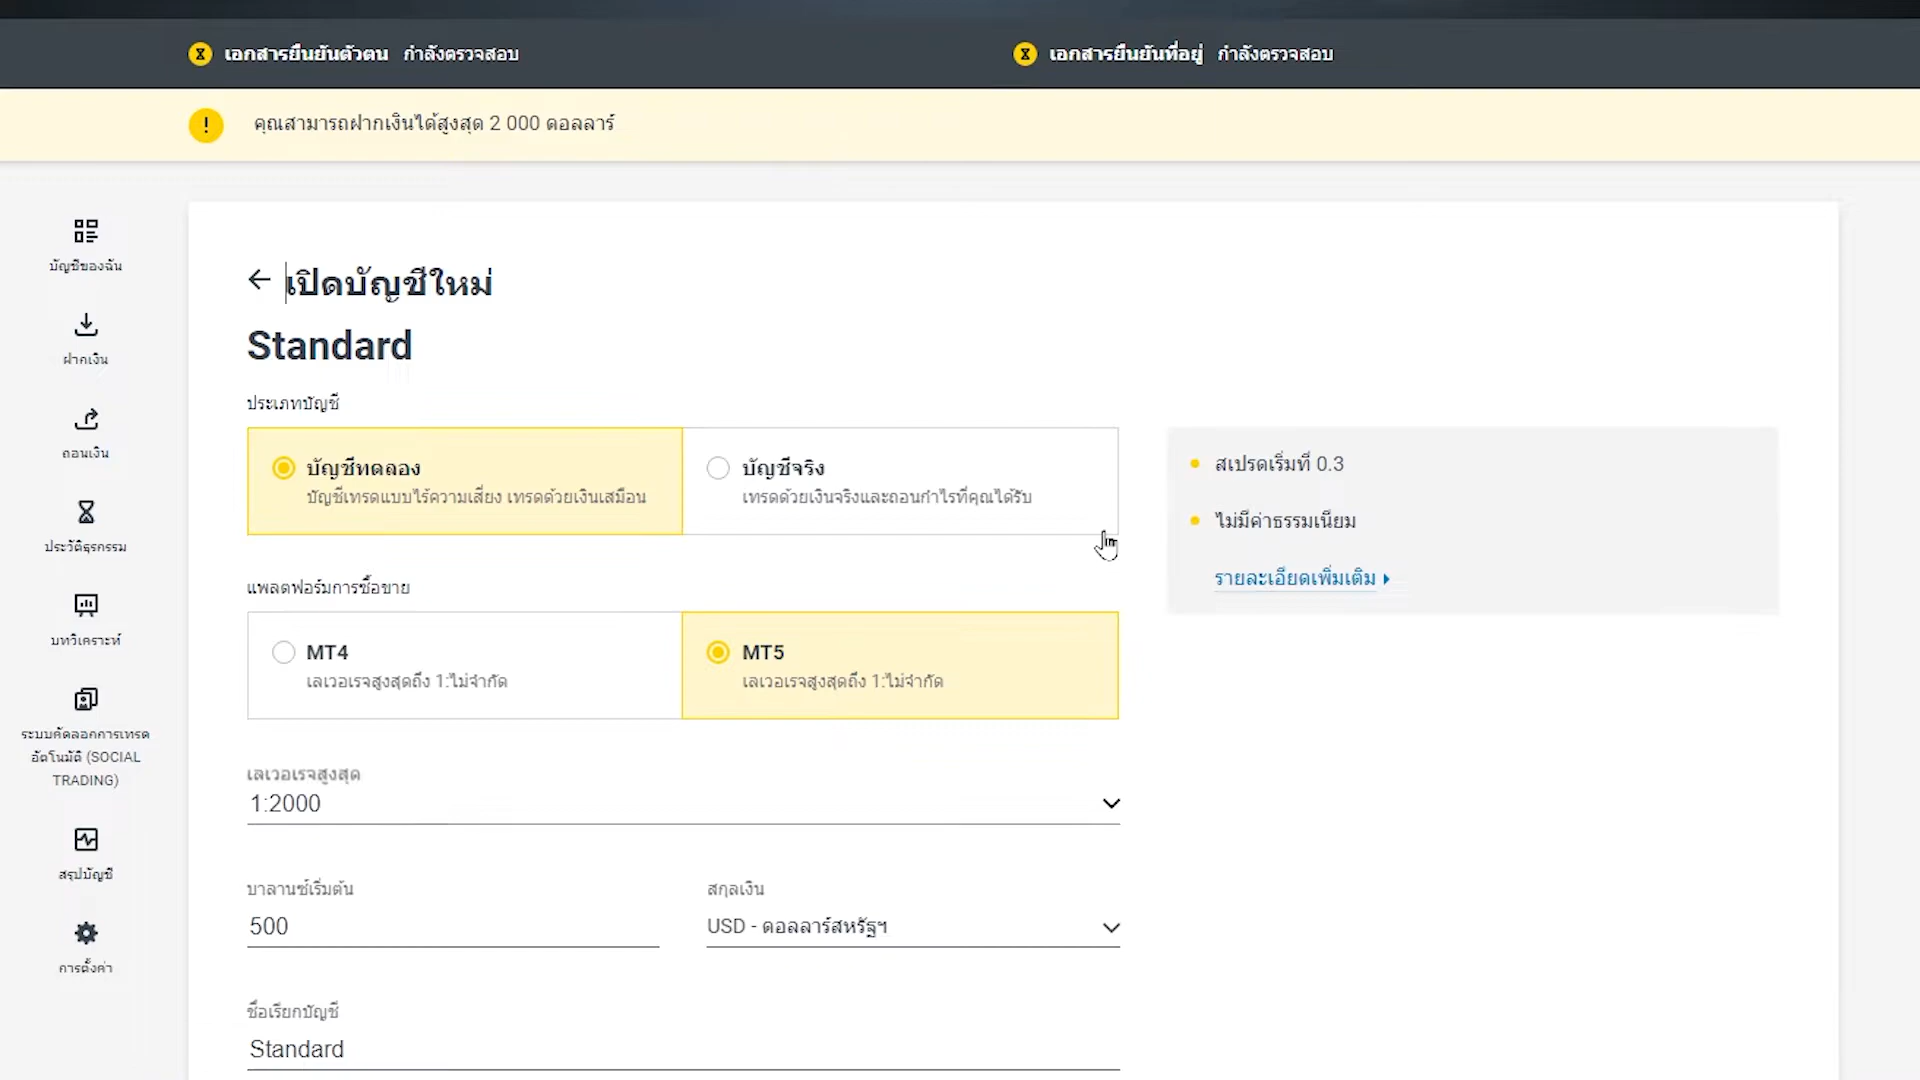 เอกสารยืนยันตัวตน กำลังตรวจสอบ
เอกสารยืนยันที่อยู่ กำลังตรวจสอบ
คุณสามารถฝากเงินได้สูงสุด 2 000 ดอลลาร์
บัญชีของฉัน
ฝากเงิน
ถอนเงิน
ประวัติธุรกรรม
บทวิเคราะห์
ระบบคัดลอกการเทรด
อัตโนมัติ (SOCIAL
TRADING)
สรุปบัญชี
การตั้งค่า
เปิดบัญชีใหม่
Standard
ประเภทบัญชี
บัญชีทดลอง
บัญชีเทรดแบบไร้ความเสี่ยง เทรดด้วยเงินเสมือน
บัญชีจริง
เทรดด้วยเงินจริงและถอนกำไรที่คุณได้รับ
แพลตฟอร์มการซื้อขาย
MT4
เลเวอเรจสูงสุดถึง 1:ไม่จำกัด
MT5
เลเวอเรจสูงสุดถึง 1:ไม่จำกัด
เลเวอเรจสูงสุด
1:2000
บาลานซ์เริ่มต้น
500
สกุลเงิน
USD - ดอลลาร์สหรัฐฯ
ชื่อเรียกบัญชี
Standard
สเปรดเริ่มที่ 0.3
ไม่มีค่าธรรมเนียม
รายละเอียดเพิ่มเติม